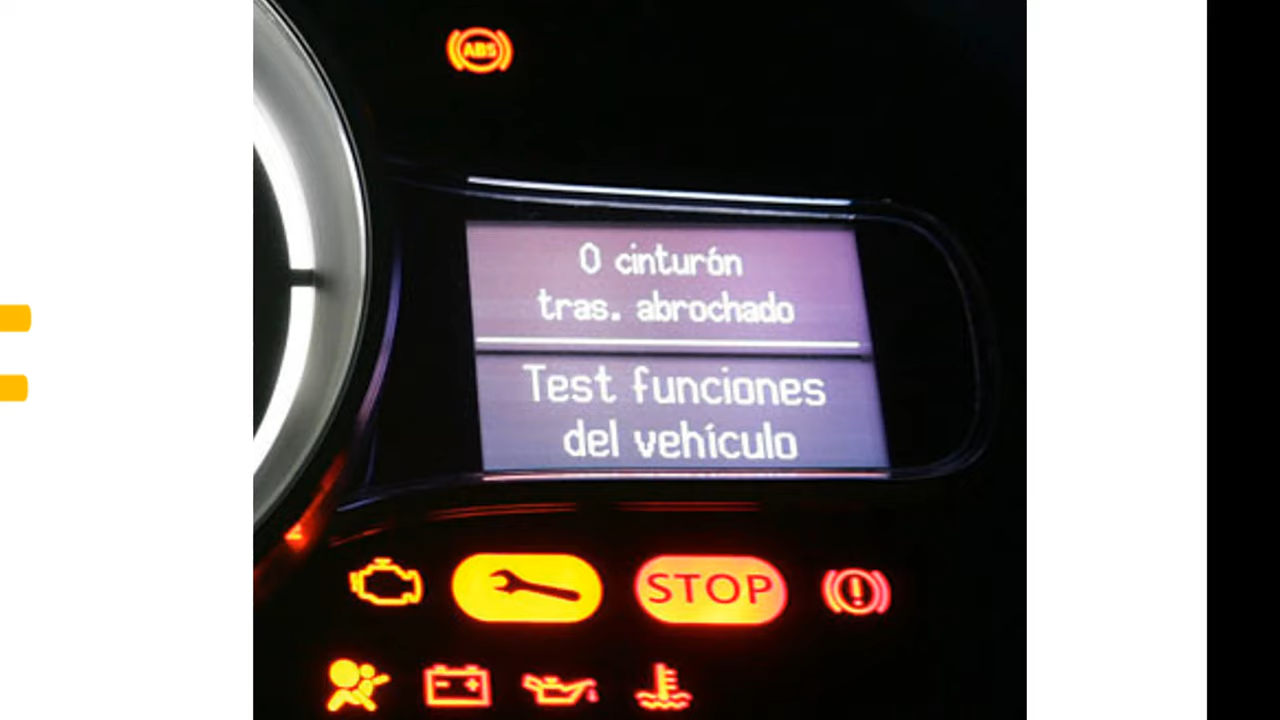 ABS
0 cinturón
tras. abrochado
Test funciones
del vehículo
STOP